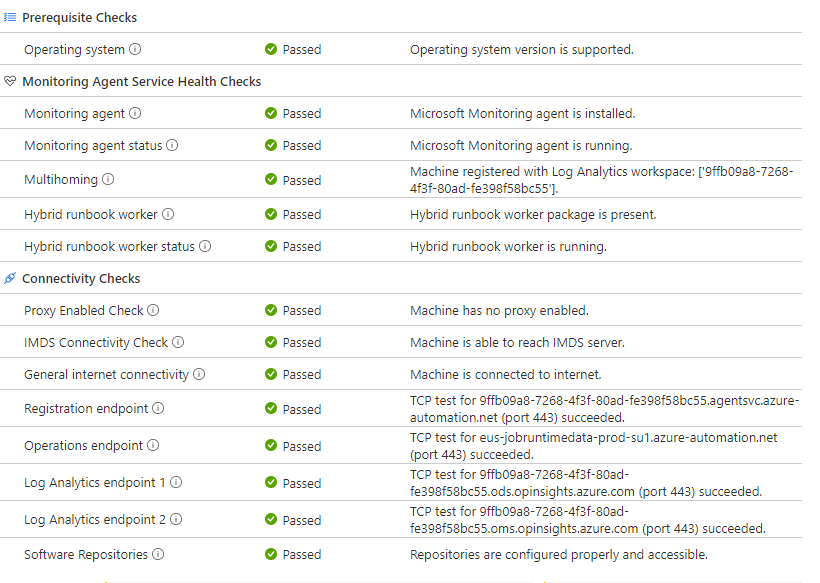 Prerequisite Checks
Operating system Passed Operating system version is supported.
Monitoring Agent Service Health Checks
Monitoring agent Passed Microsoft Monitoring agent is installed.
Monitoring agent status Passed Microsoft Monitoring agent is running.
Multihoming Passed Machine registered with Log Analytics workspace: ['9ffb09a8-7268-
4f3f-80ad-fe398f58bc55'].
Hybrid runbook worker Passed Hybrid runbook worker package is present.
Hybrid runbook worker status Passed Hybrid runbook worker is running.
Connectivity Checks
Proxy Enabled Check Passed Machine has no proxy enabled.
IMDS Connectivity Check Passed Machine is able to reach IMDS server.
General internet connectivity Passed Machine is connected to internet.
Registration endpoint Passed TCP test for 9ffb09a8-7268-4f3f-80ad-fe398f58bc55.agentsvc.azure-
automation.net (port 443) succeeded.
Operations endpoint Passed TCP test for eus-jobruntimedata-prod-su1.azure-automation.net
(port 443) succeeded.
Log Analytics endpoint 1 Passed TCP test for 9ffb09a8-7268-4f3f-80ad-
fe398f58bc55.ods.opinsights.azure.com (port 443) succeeded.
Log Analytics endpoint 2 Passed TCP test for 9ffb09a8-7268-4f3f-80ad-
fe398f58bc55.oms.opinsights.azure.com (port 443) succeeded.
Software Repositories Passed Repositories are configured properly and accessible.